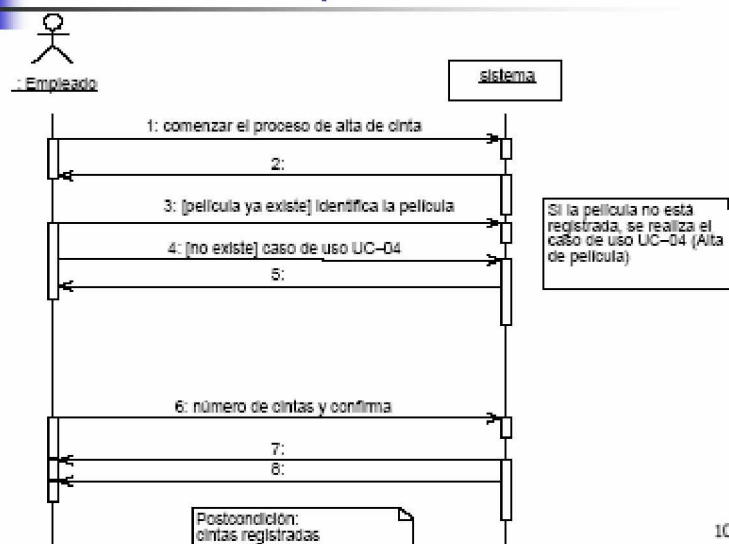 : Empleado
sistema
1: comenzar el proceso de alta de cinta
2:
3: [película ya existe] identifica la película
4: [no existe] caso de uso UC-04
5:
Si la película no está
registrada, se realiza el
caso de uso UC-04 (Alta
de película)
6: número de cintas y confirma
7:
8:
Postcondición:
cintas registradas
10